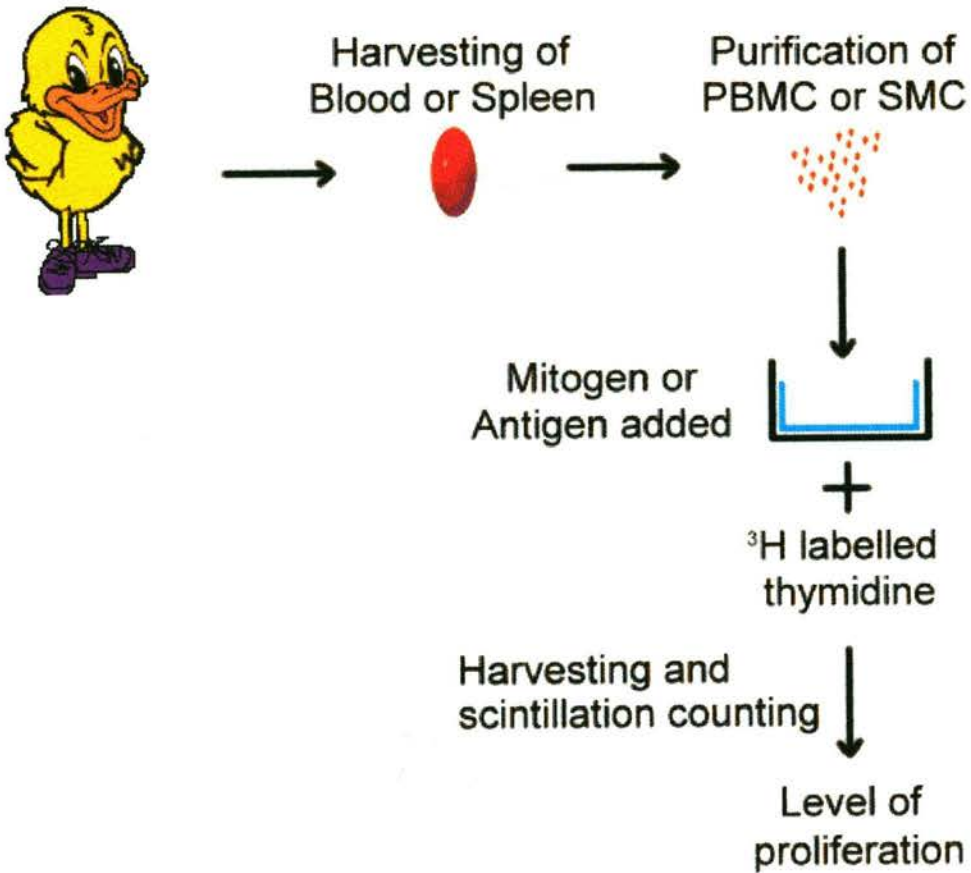 Harvesting of
Blood or Spleen
Purification of
PBMC or SMC
Mitogen or
Antigen added
+
³H labelled
thymidine
Harvesting and
scintillation counting
Level of
proliferation